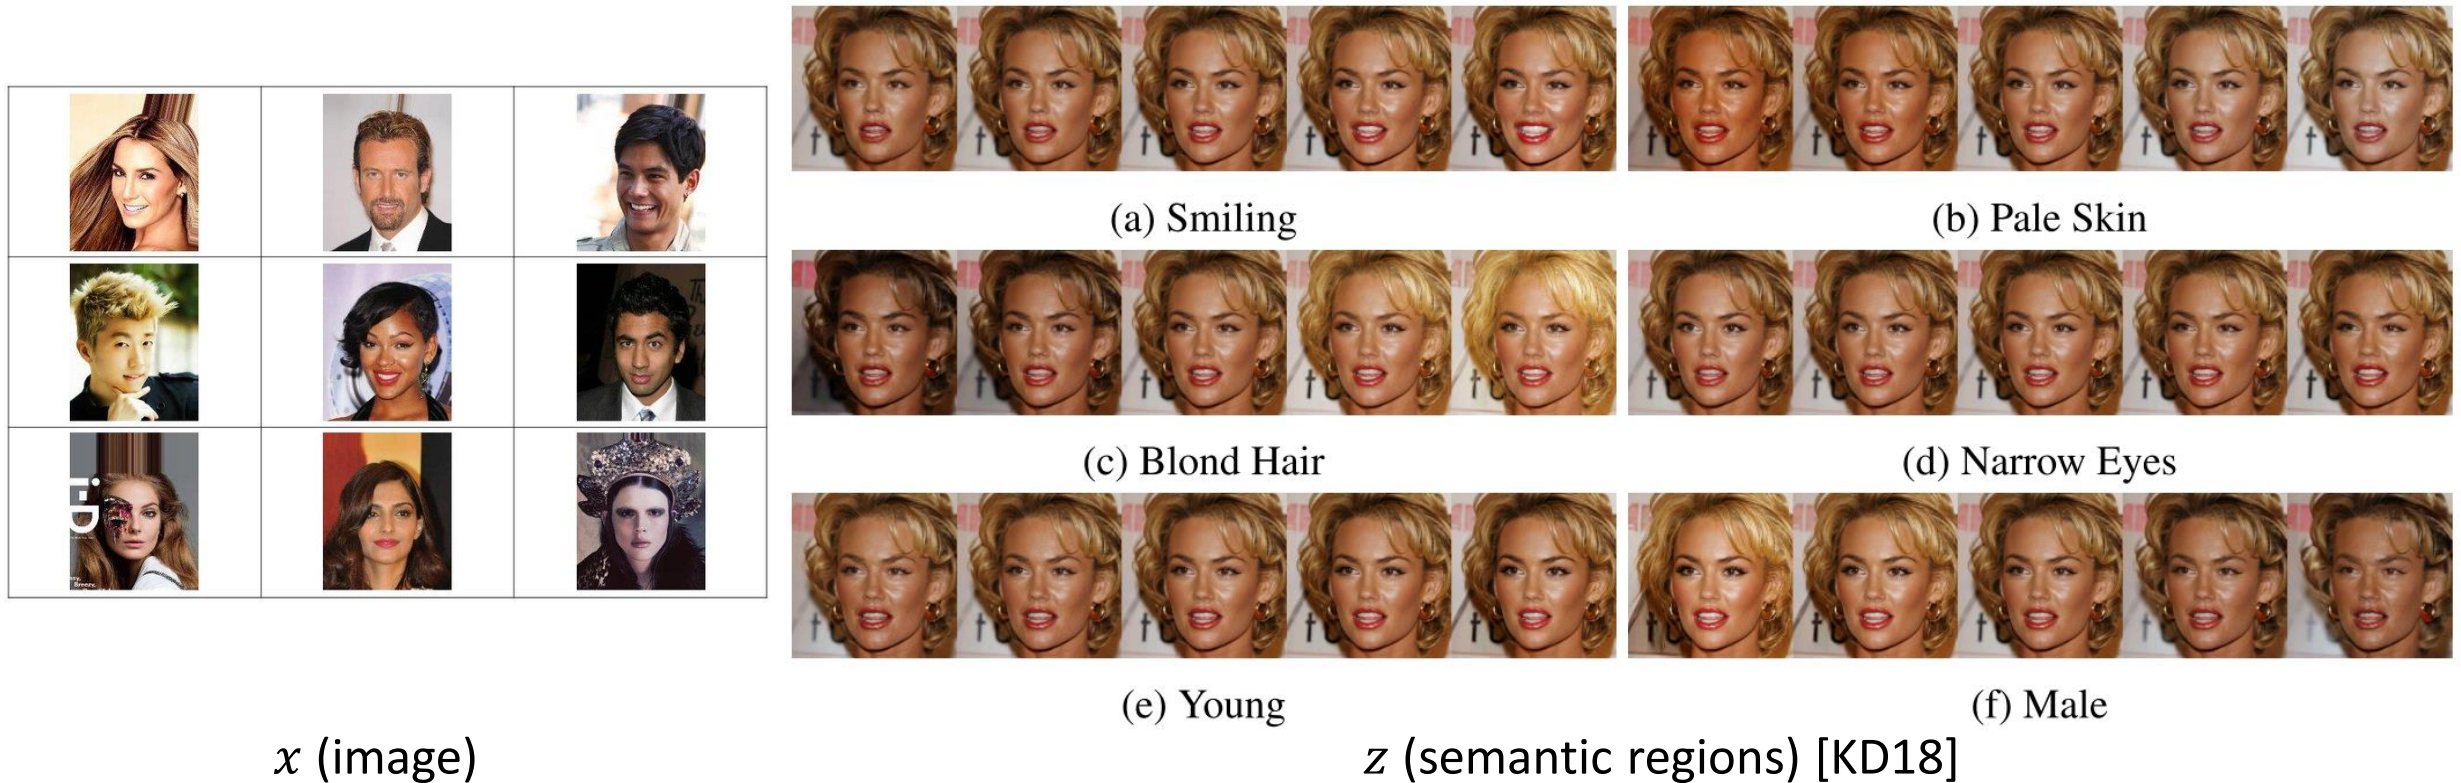 (a) Smiling
(b) Pale Skin
(c) Blond Hair
(d) Narrow Eyes
i-D
(e) Young
(f) Male
x (image)
z (semantic regions) [KD18]